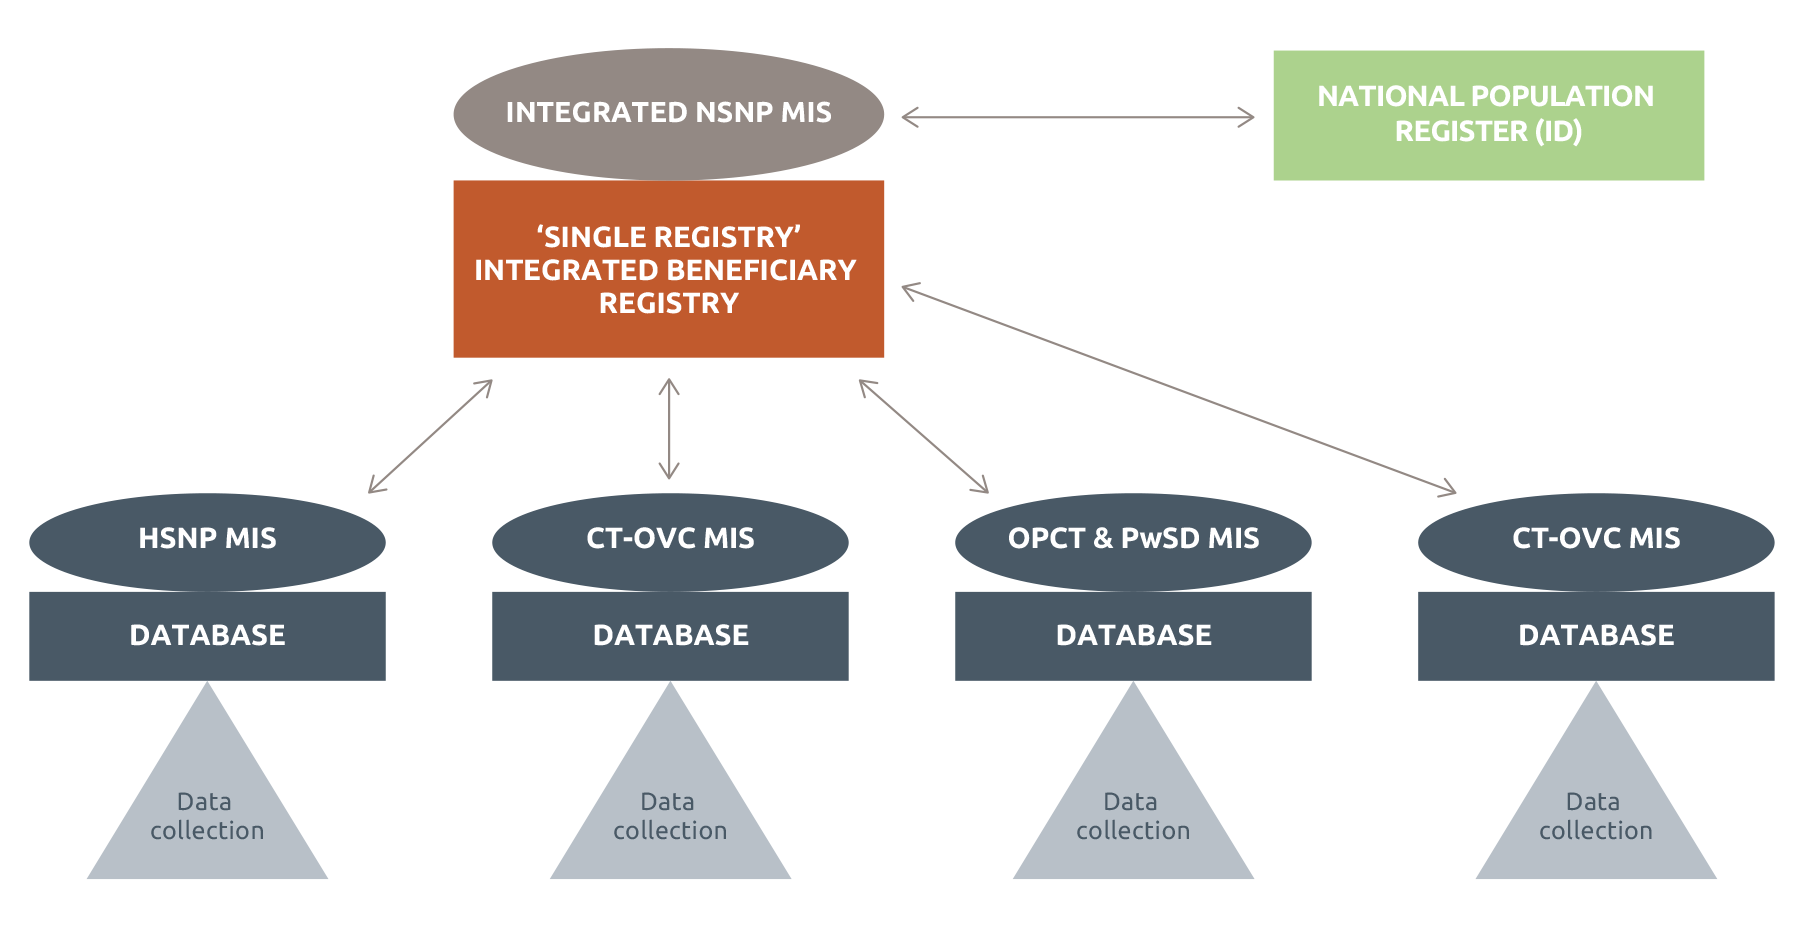 INTEGRATED NSNP MIS
NATIONAL POPULATION
REGISTER (ID)
‘SINGLE REGISTRY’
INTEGRATED BENEFICIARY
REGISTRY
HSNP MIS
CT-OVC MIS
OPCT & PwSD MIS
CT-OVC MIS
DATABASE
DATABASE
DATABASE
DATABASE
Data
collection
Data
collection
Data
collection
Data
collection